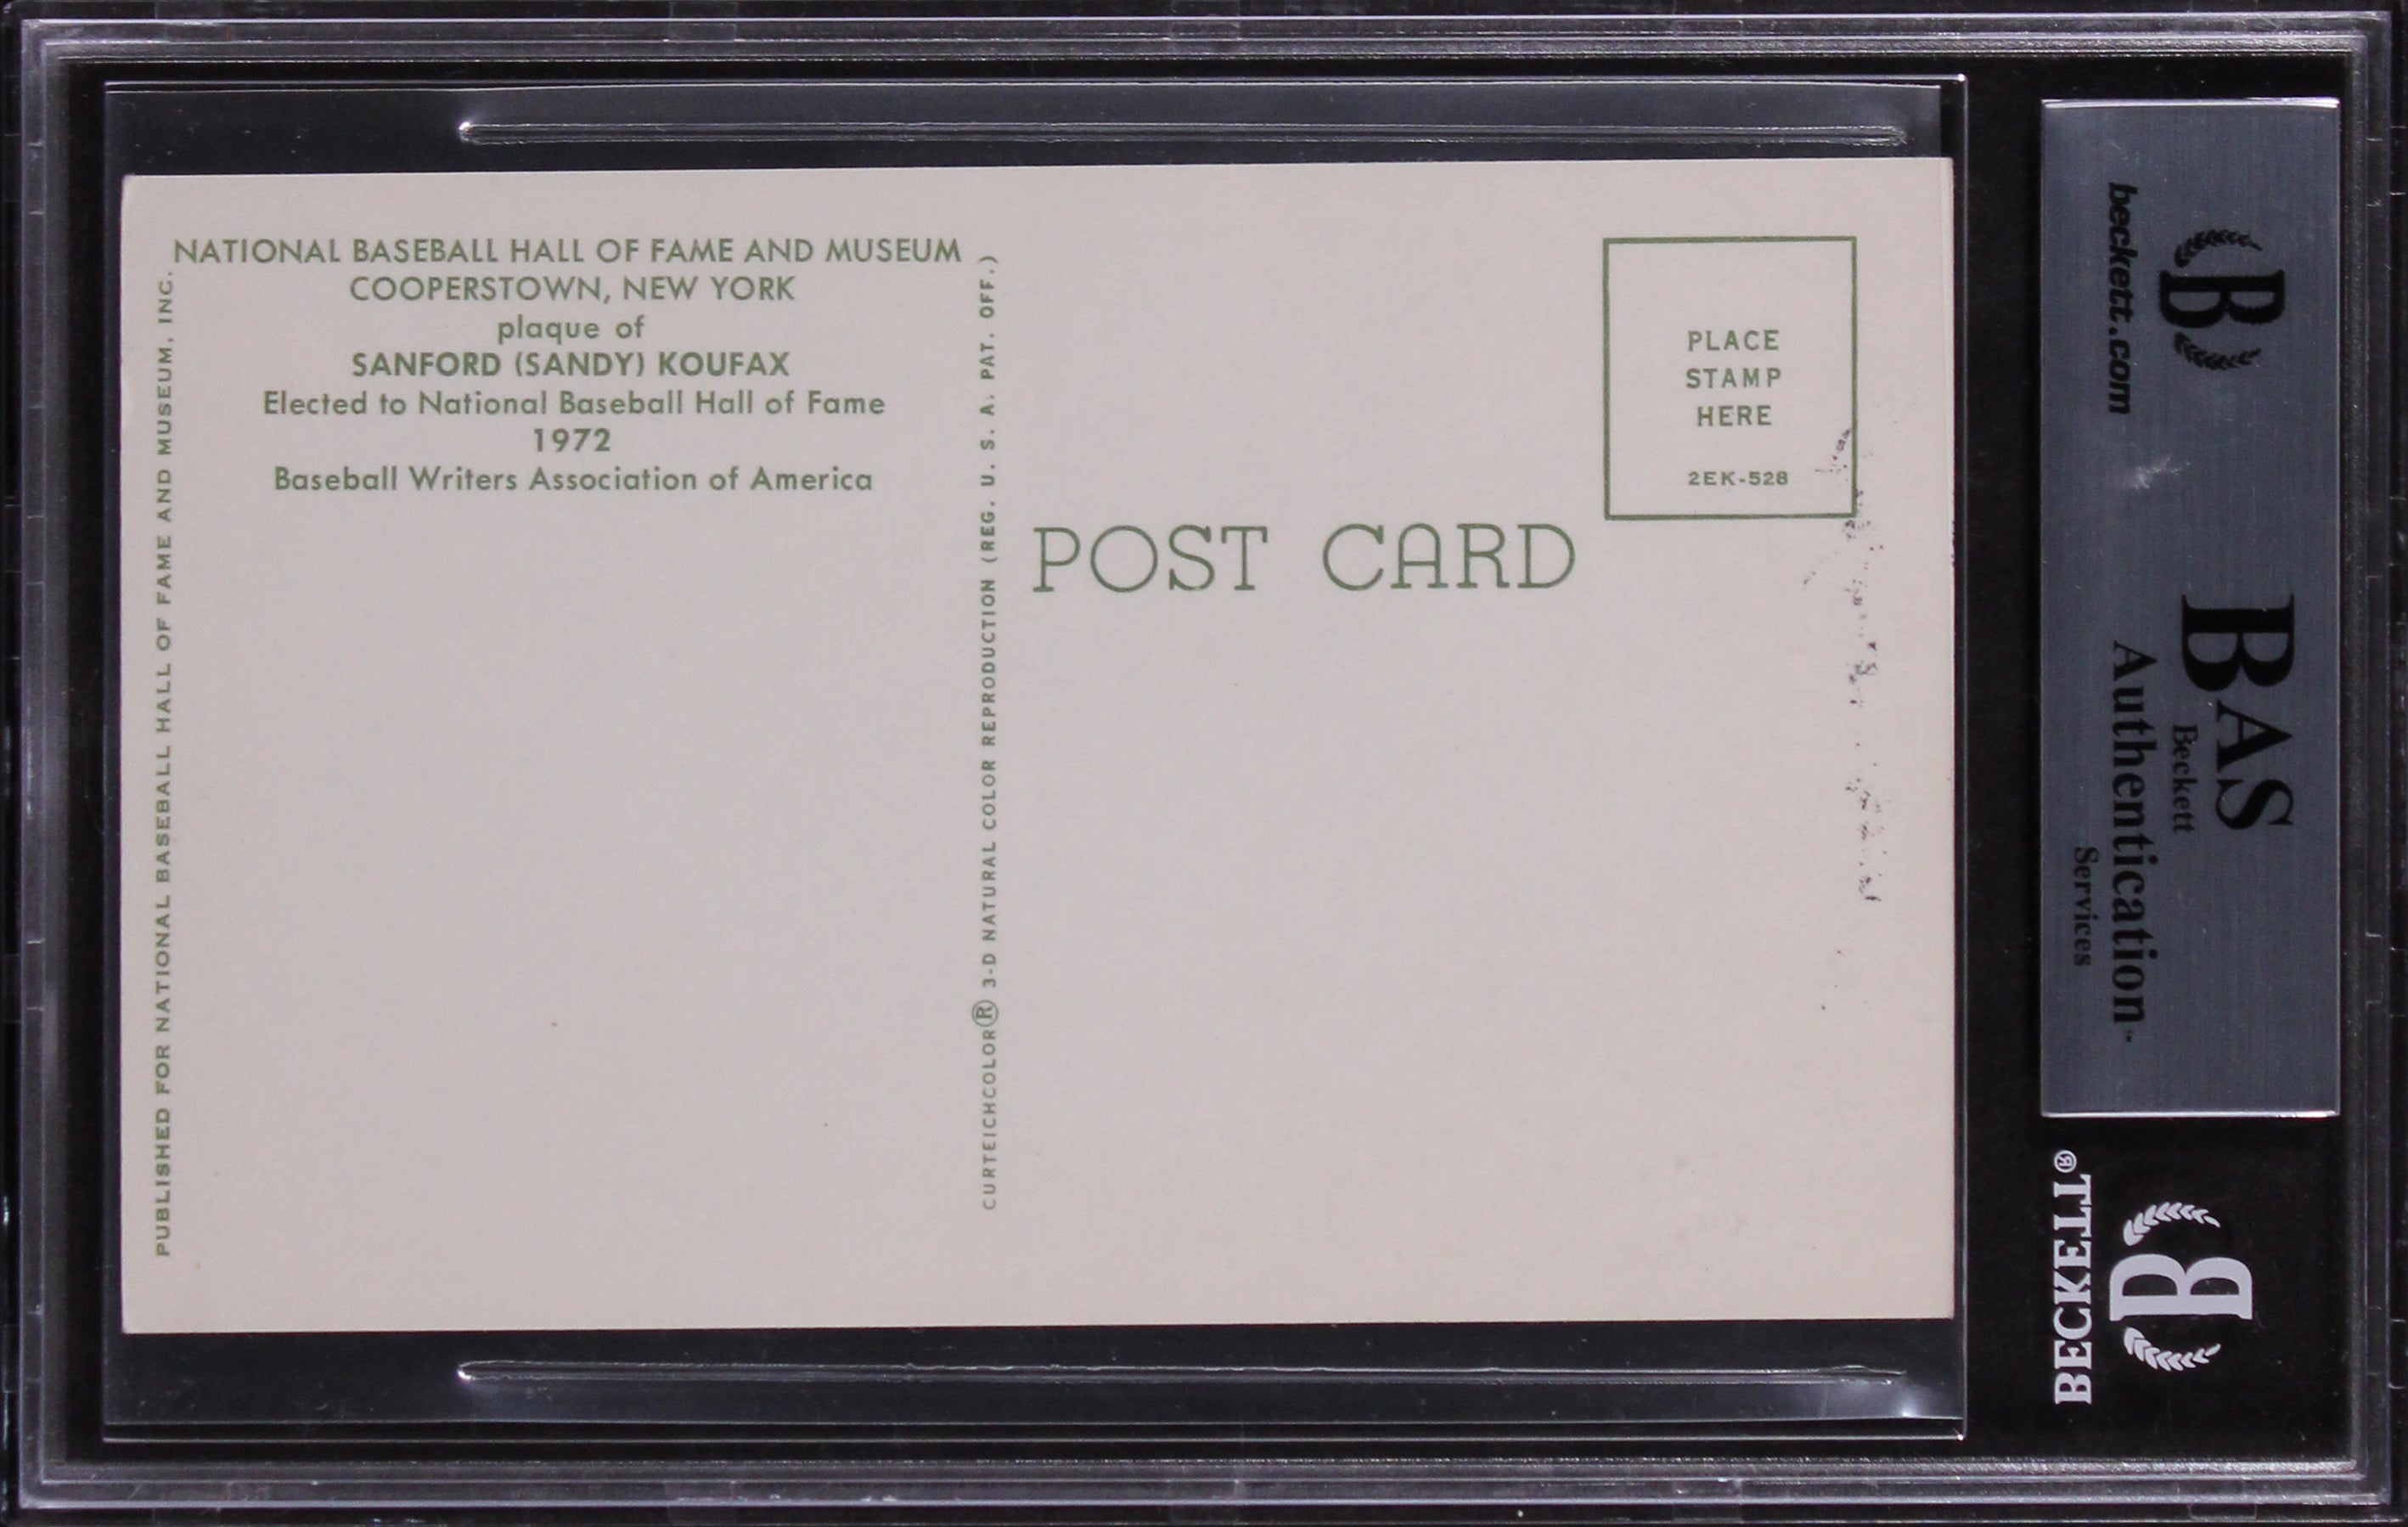 NATIONAL BASEBALL HALL OF FAME AND MUSEUM
COOPERSTOWN, NEW YORK
plaque of
SANFORD (SANDY) KOUFAX
Elected to National Baseball Hall of Fame
1972
Baseball Writers Association of America
PUBLISHED FOR NATIONAL BASEBALL HALL OF FAME AND MUSEUM, INC.
CURTEICHCOLOR® 3-D NATURAL COLOR REPRODUCTION (REG. U. S. A. PAT. OFF.)
POST CARD
PLACE
STAMP
HERE
2EK-528
B
beckett.com
BAS
Beckett
Authentication™
Services
BECKETT®
B